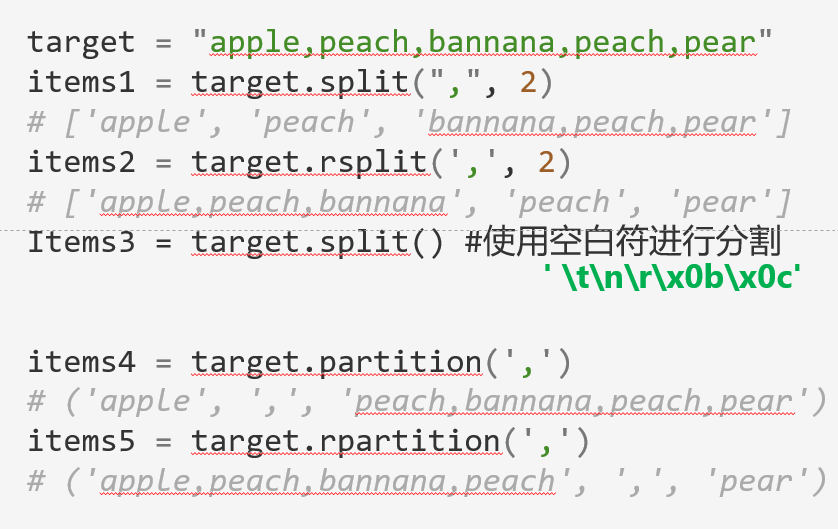 target = "apple,peach,bannana,peach,pear"
items1 = target.split(",", 2)
# ['apple', 'peach', 'bannana,peach,pear']
items2 = target.rsplit(',', 2)
# ['apple,peach,bannana', 'peach', 'pear']
Items3 = target.split() #使用空白符进行分割
' \t\n\r\x0b\x0c'
items4 = target.partition(',')
# ('apple', ',', 'peach,bannana,peach,pear')
items5 = target.rpartition(',')
# ('apple,peach,bannana,peach', ',', 'pear')